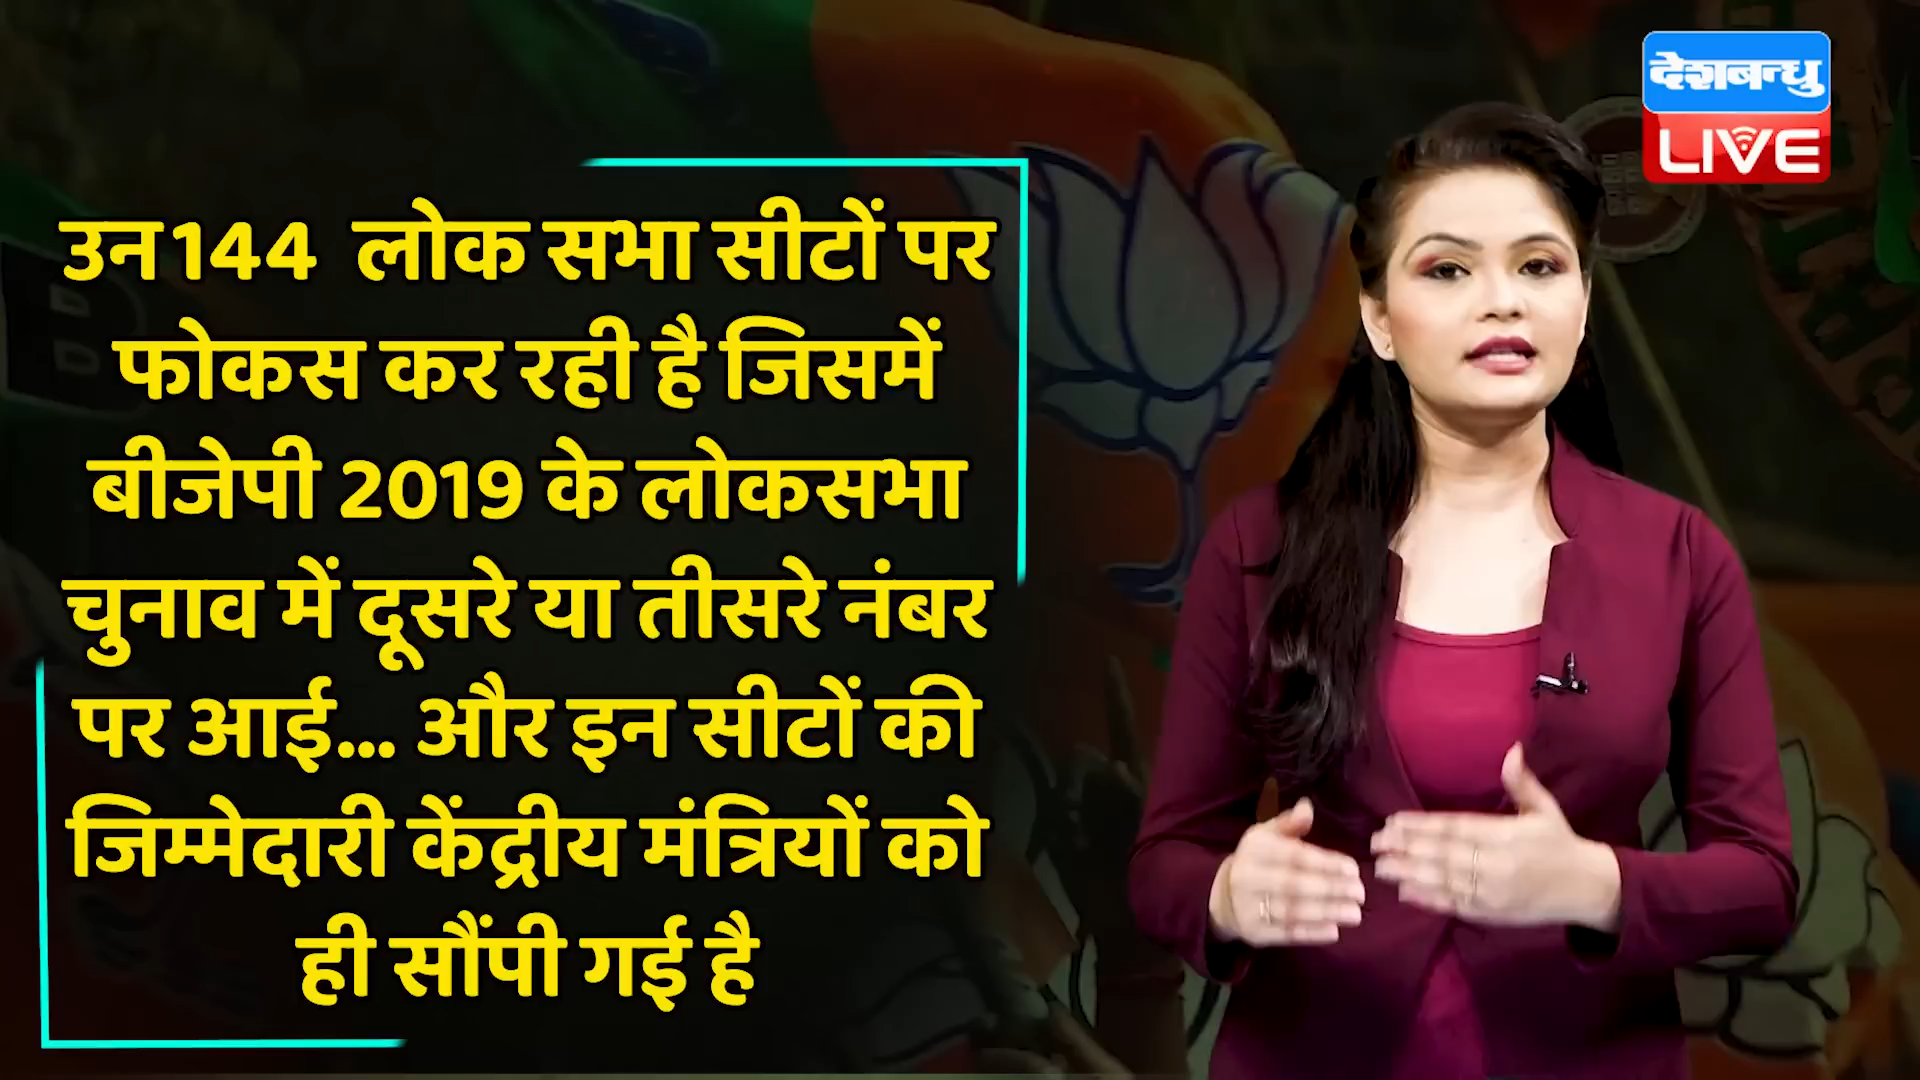 देशबन्धु
LIVE
उन 144 लोक सभा सीटों पर
फोकस कर रही है जिसमें
बीजेपी 2019 के लोकसभा
चुनाव में दूसरे या तीसरे नंबर
पर आई... और इन सीटों की
जिम्मेदारी केंद्रीय मंत्रियों को
ही सौंपी गई है